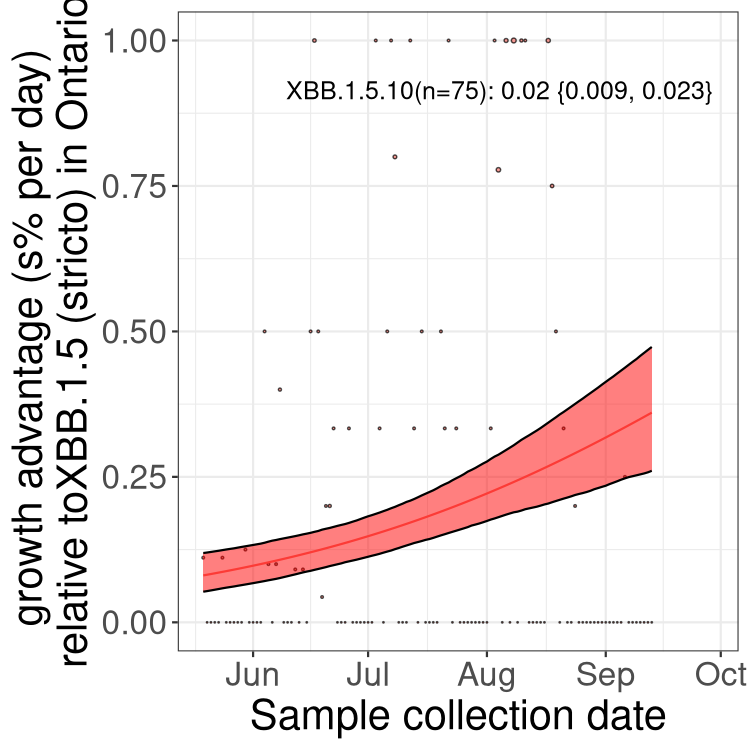 growth advantage (s% per day)
relative toXBB.1.5 (stricto) in Ontario
1.00
0.75
0.50
0.25
0.00
XBB.1.5.10(n=75): 0.02 {0.009, 0.023}
Jun Jul Aug Sep Oct
Sample collection date